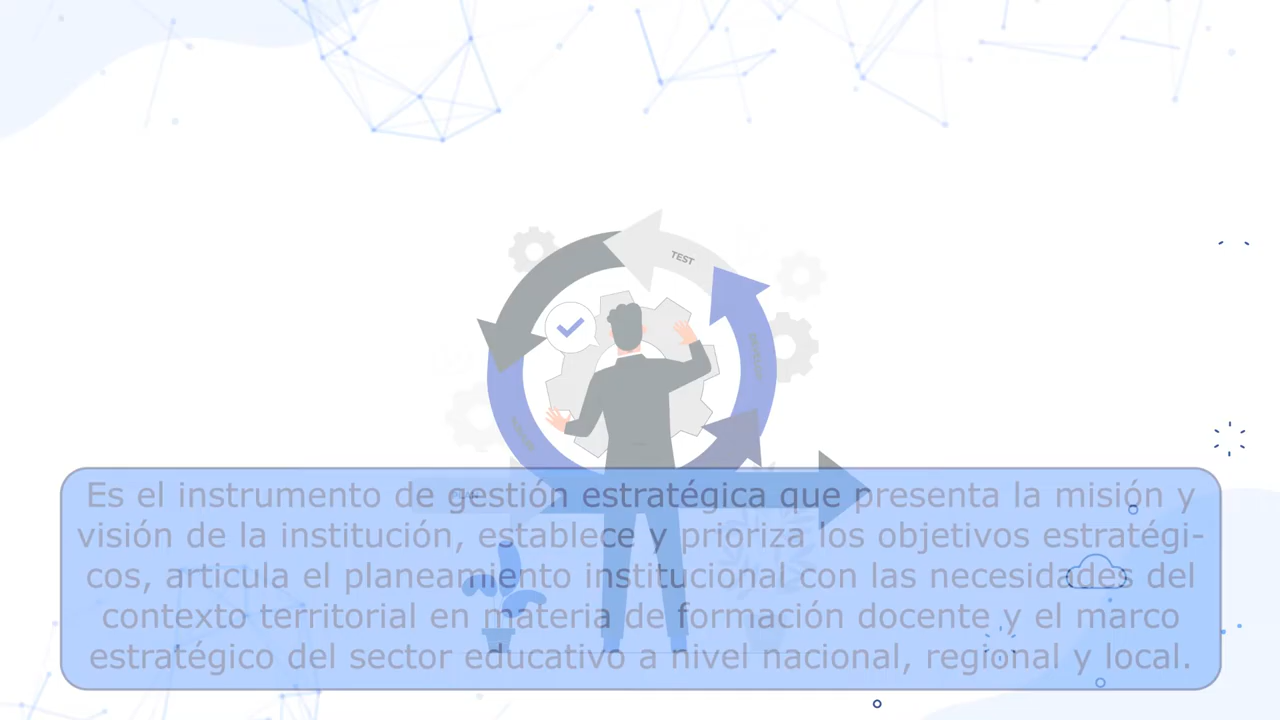 TEST
Es el instrumento de gestión estratégica que presenta la misión y
visión de la institución, establece y prioriza los objetivos estratégi-
cos, articula el planeamiento institucional con las necesidades del
contexto territorial en materia de formación docente y el marco
estratégico del sector educativo a nivel nacional, regional y local.